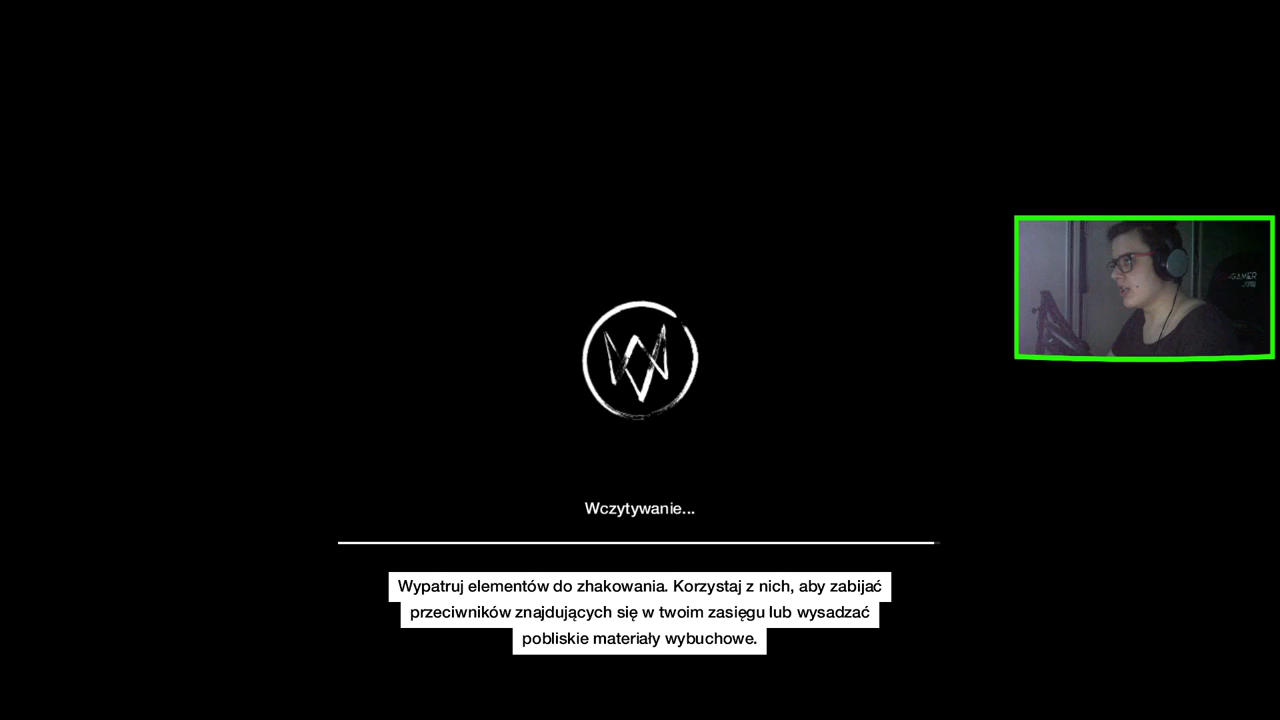 GAMER
Wczytywanie...
Wypatruj elementów do zhakowania. Korzystaj z nich, aby zabijać
przeciwników znajdujących się w twoim zasięgu lub wysadzać
pobliskie materiały wybuchowe.